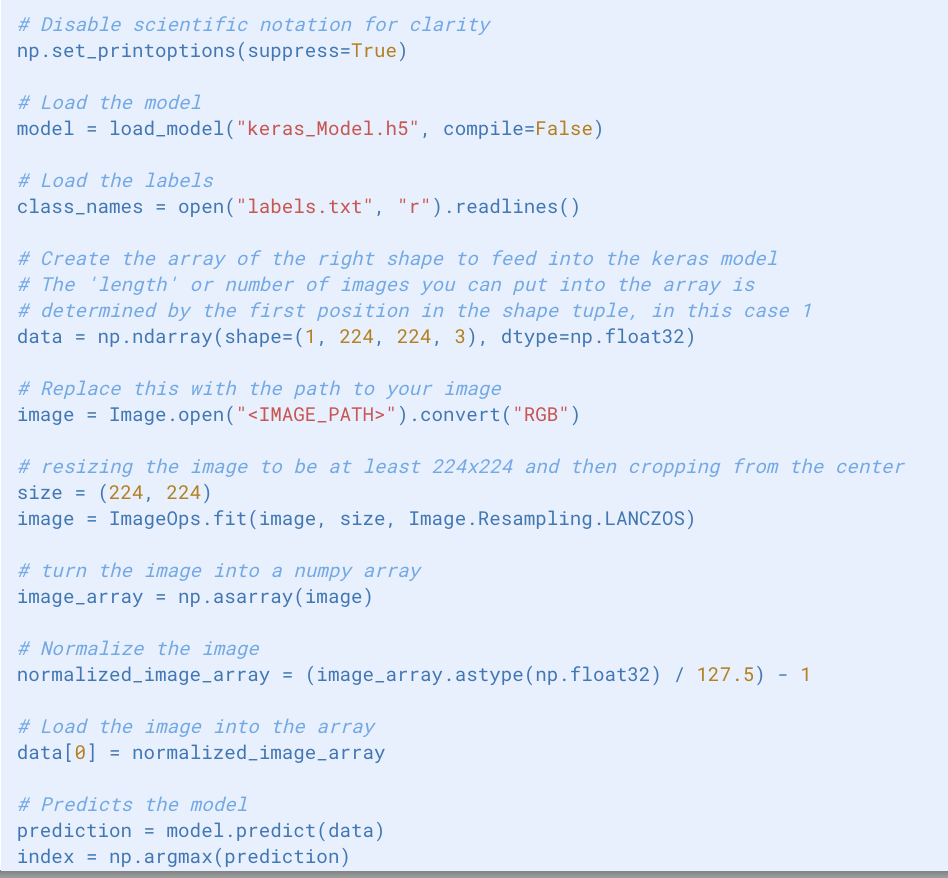 # Disable scientific notation for clarity
np.set_printoptions(suppress=True)
# Load the model
model = load_model("keras_Model.h5", compile=False)
# Load the labels
class_names = open("labels.txt", "r").readlines()
# Create the array of the right shape to feed into the keras model
# The 'length' or number of images you can put into the array is
# determined by the first position in the shape tuple, in this case 1
data = np.ndarray(shape=(1, 224, 224, 3), dtype=np.float32)
# Replace this with the path to your image
image = Image.open("<IMAGE_PATH>").convert("RGB")
# resizing the image to be at least 224x224 and then cropping from the center
size = (224, 224)
image = ImageOps.fit(image, size, Image.Resampling.LANCZOS)
# turn the image into a numpy array
image_array = np.asarray(image)
# Normalize the image
normalized_image_array = (image_array.astype(np.float32) / 127.5) - 1
# Load the image into the array
data[0] = normalized_image_array
# Predicts the model
prediction = model.predict(data)
index = np.argmax(prediction)